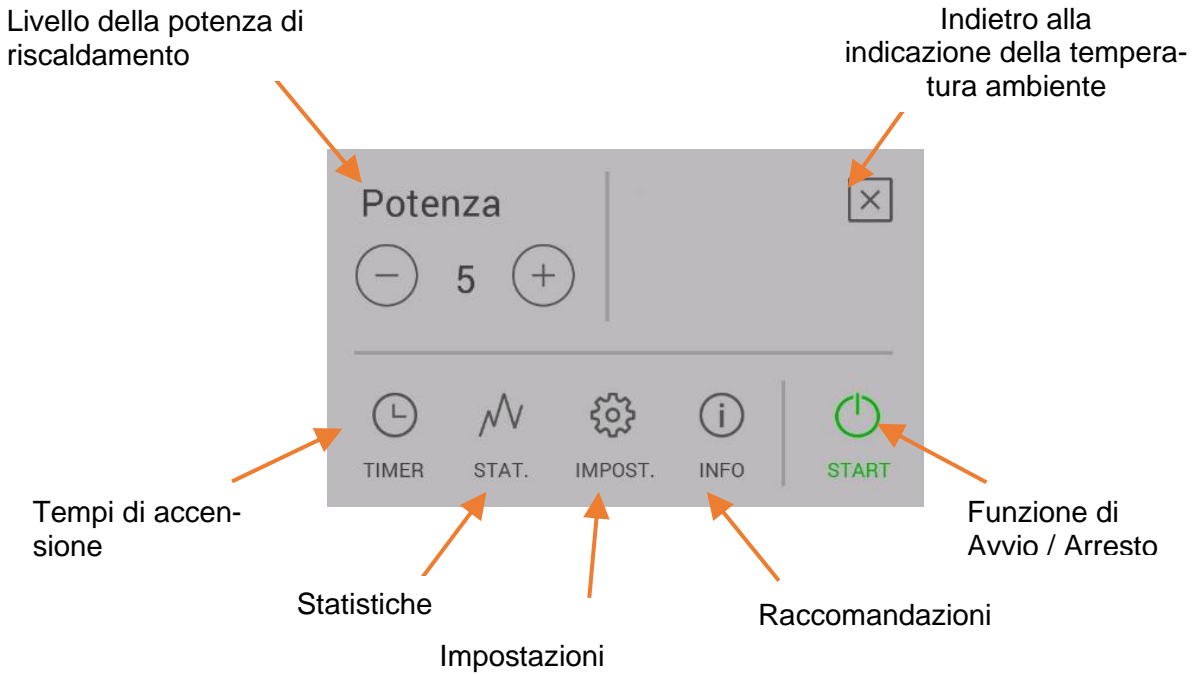 Livello della potenza di
riscaldamento
Indietro alla
indicazione della tempera-
tura ambiente
Potenza
5
TIMER
STAT.
IMPOST.
INFO
START
Tempi di accen-
sione
Funzione di
Avvio / Arresto
Statistiche
Raccomandazioni
Impostazioni